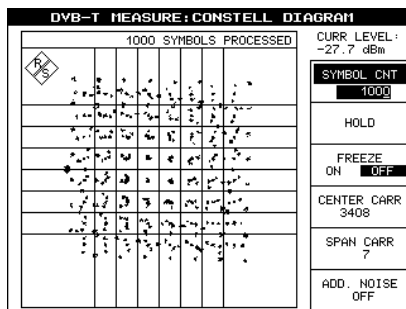 DVB-T MEASURE:CONSTELL DIAGRAM
1000 SYMBOLS PROCESSED
R
S
CURR LEVEL:
-27.7 dBm
SYMBOL CNT
1000
HOLD
FREEZE
ON OFF
CENTER CARR
3408
SPAN CARR
7
ADD. NOISE
OFF